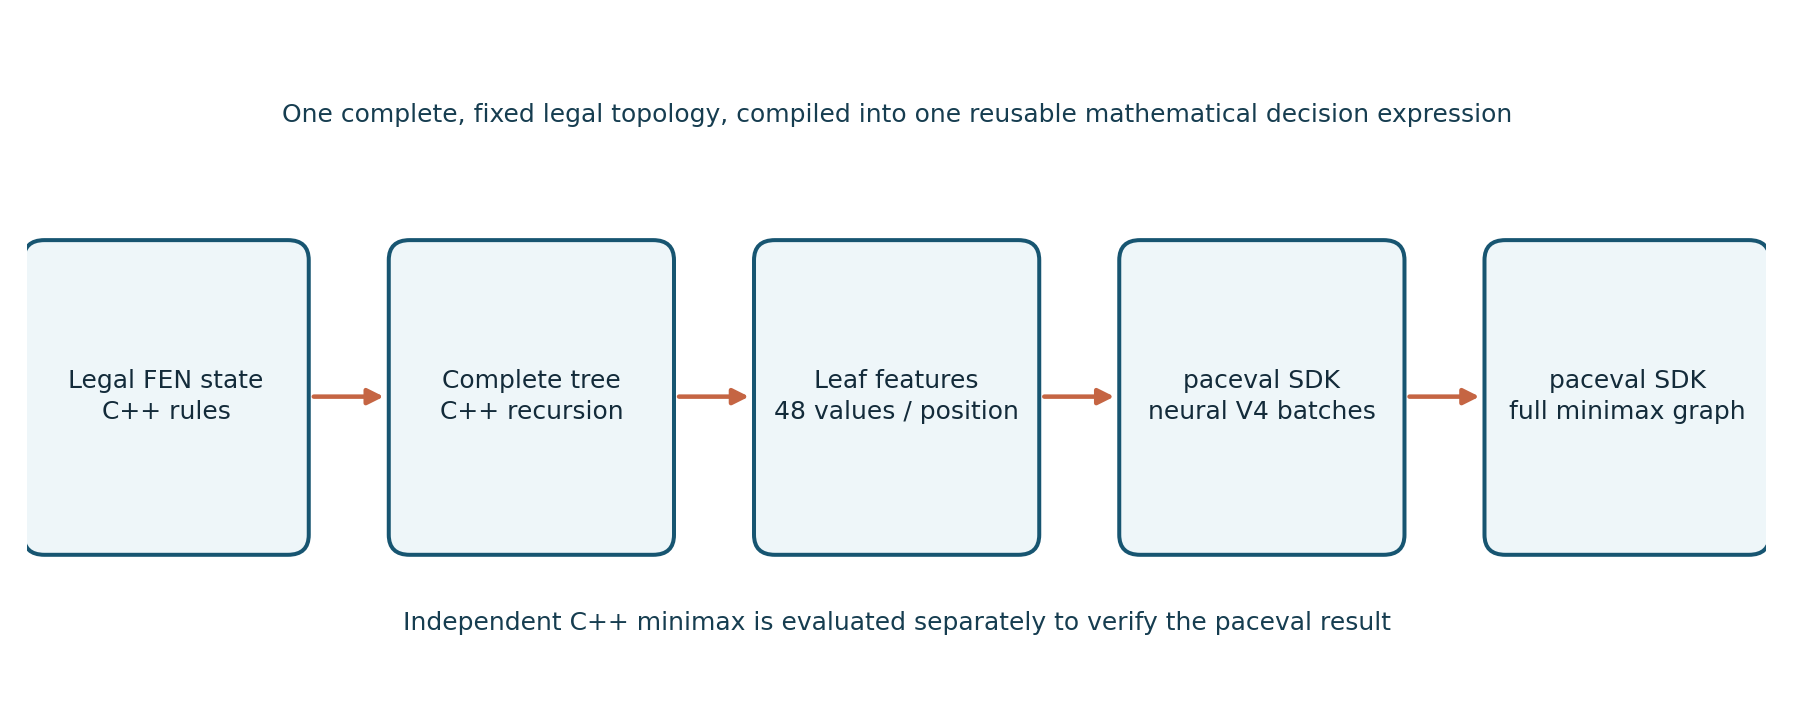 One complete, fixed legal topology, compiled into one reusable mathematical decision expression
Legal FEN state
C++ rules
Complete tree
C++ recursion
Leaf features
48 values / position
paceval SDK
neural V4 batches
paceval SDK
full minimax graph
Independent C++ minimax is evaluated separately to verify the paceval result